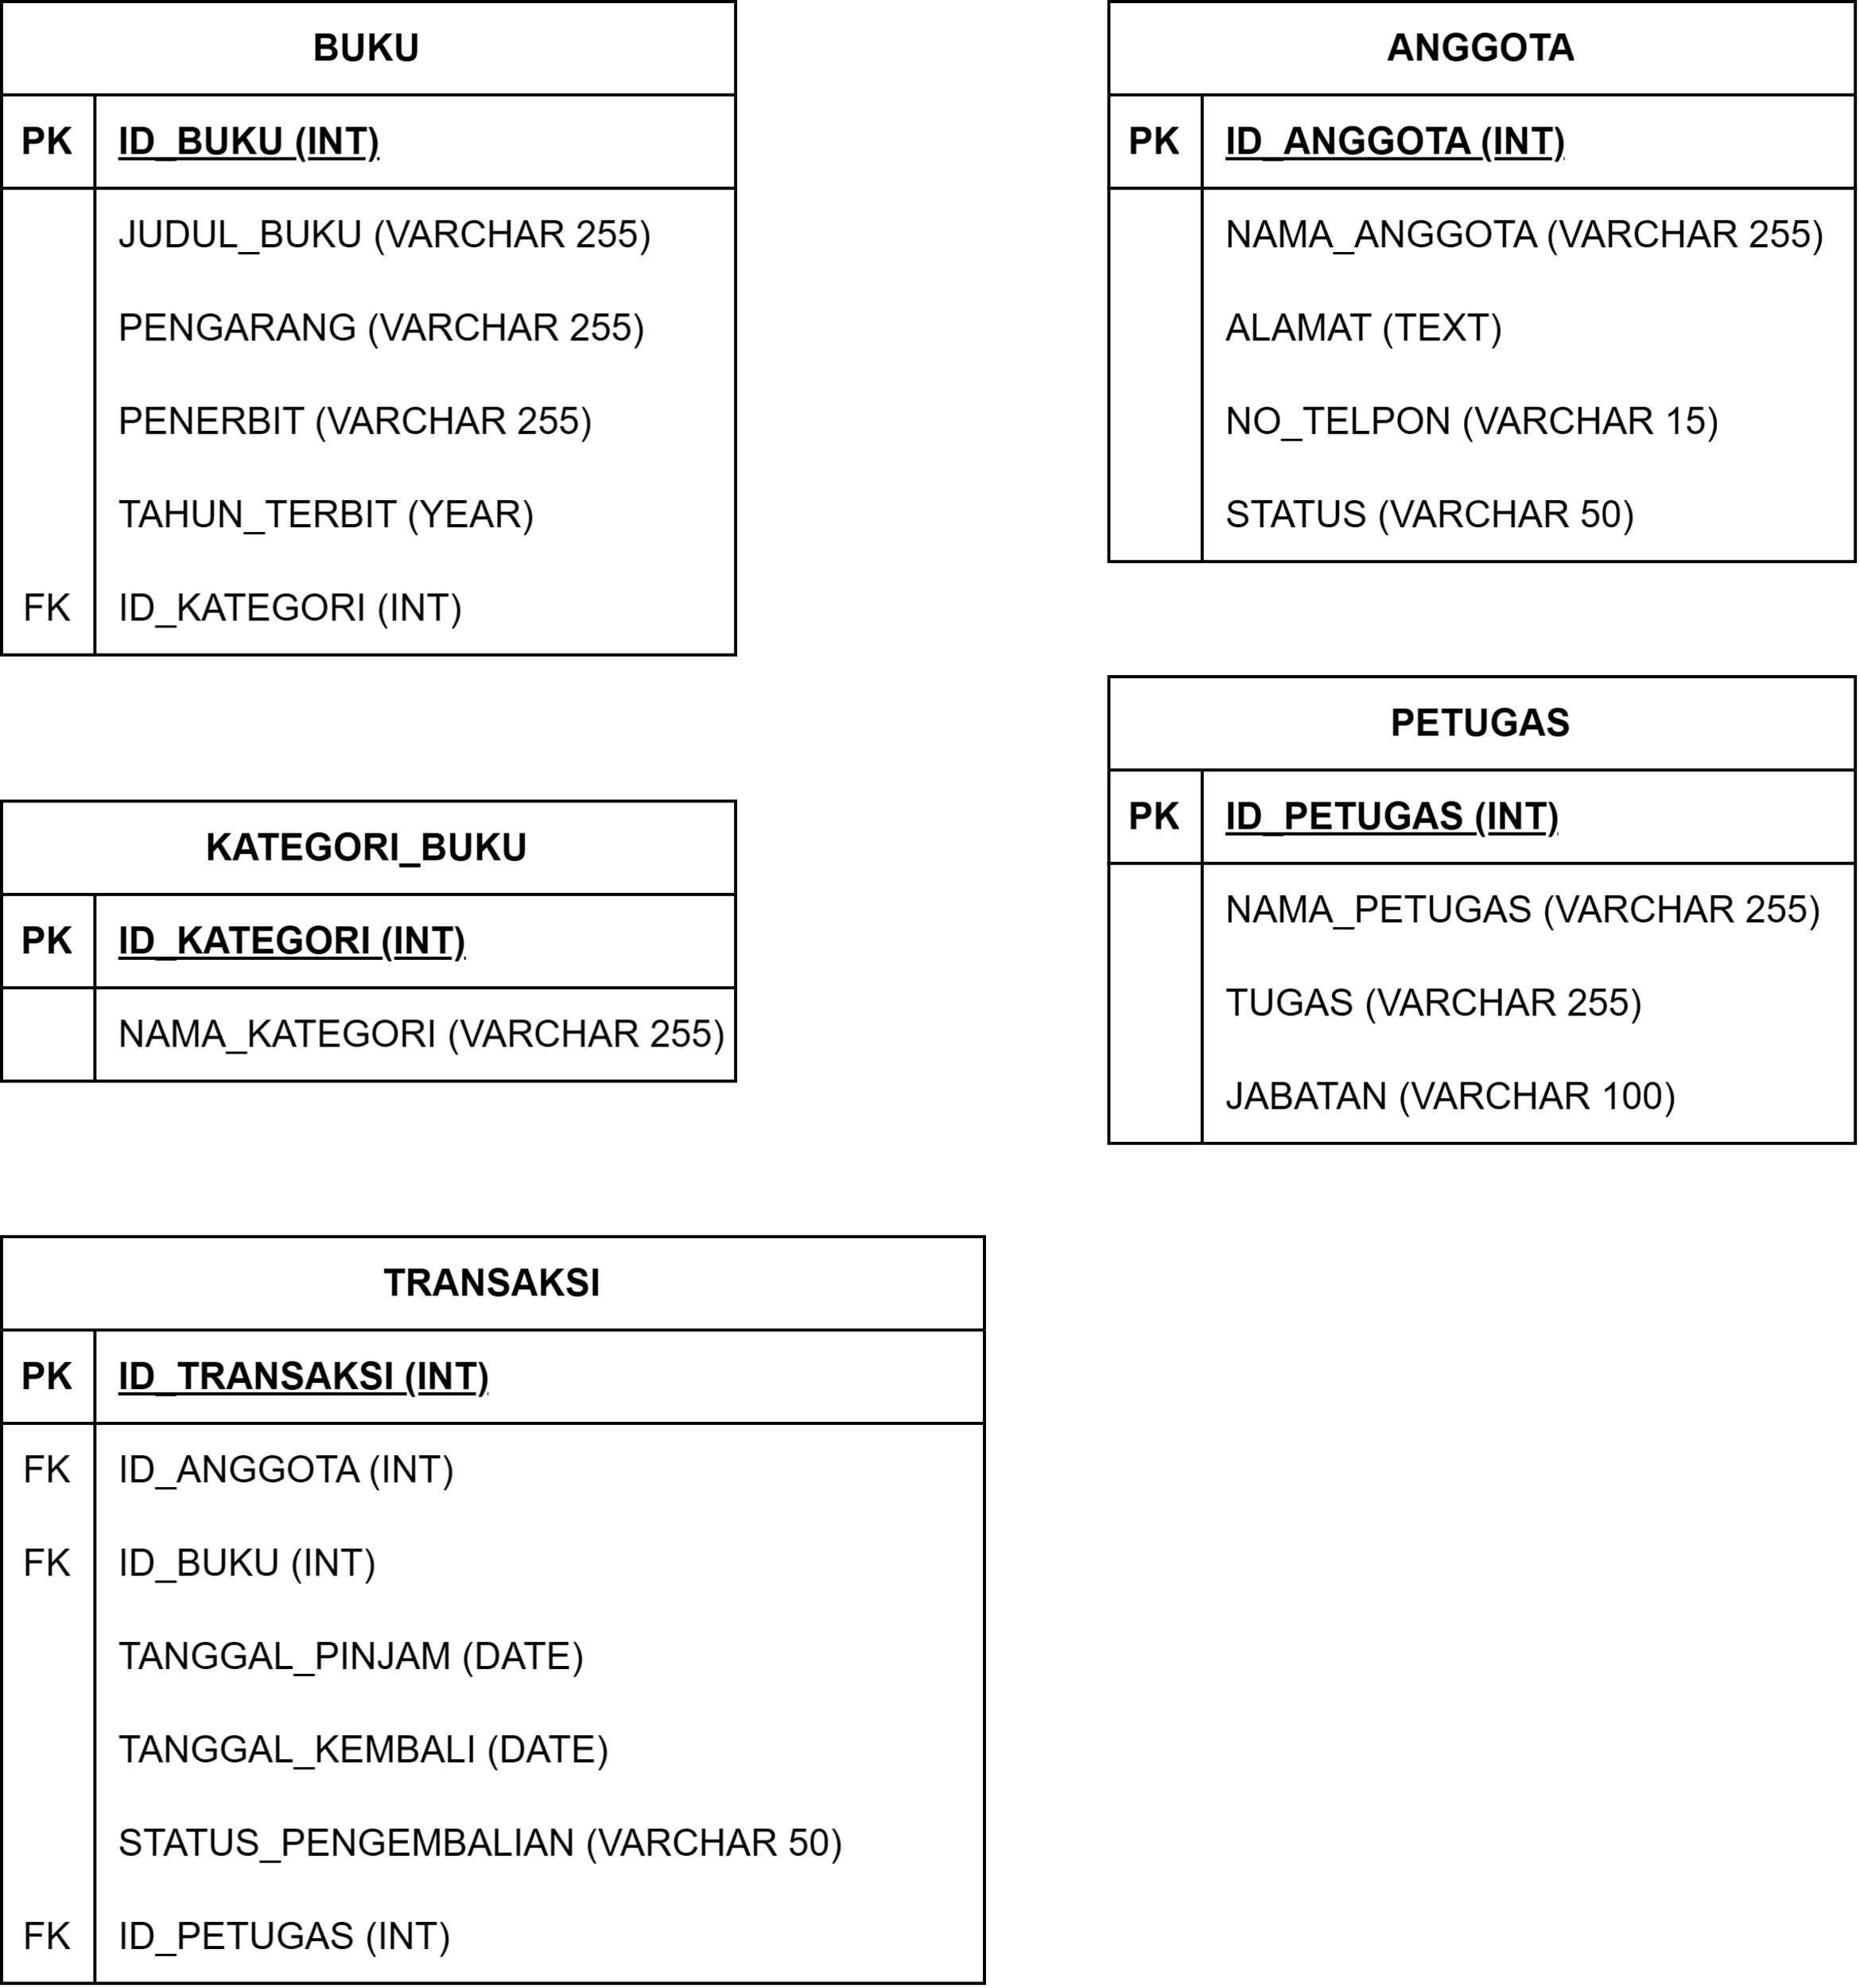 BUKU
PK ID_BUKU (INT)
JUDUL_BUKU (VARCHAR 255)
PENGARANG (VARCHAR 255)
PENERBIT (VARCHAR 255)
TAHUN_TERBIT (YEAR)
FK ID_KATEGORI (INT)
ANGGOTA
PK ID_ANGGOTA (INT)
NAMA_ANGGOTA (VARCHAR 255)
ALAMAT (TEXT)
NO_TELPON (VARCHAR 15)
STATUS (VARCHAR 50)
KATEGORI_BUKU
PK ID_KATEGORI (INT)
NAMA_KATEGORI (VARCHAR 255)
PETUGAS
PK ID_PETUGAS (INT)
NAMA_PETUGAS (VARCHAR 255)
TUGAS (VARCHAR 255)
JABATAN (VARCHAR 100)
TRANSAKSI
PK ID_TRANSAKSI (INT)
FK ID_ANGGOTA (INT)
FK ID_BUKU (INT)
TANGGAL_PINJAM (DATE)
TANGGAL_KEMBALI (DATE)
STATUS_PENGEMBALIAN (VARCHAR 50)
FK ID_PETUGAS (INT)